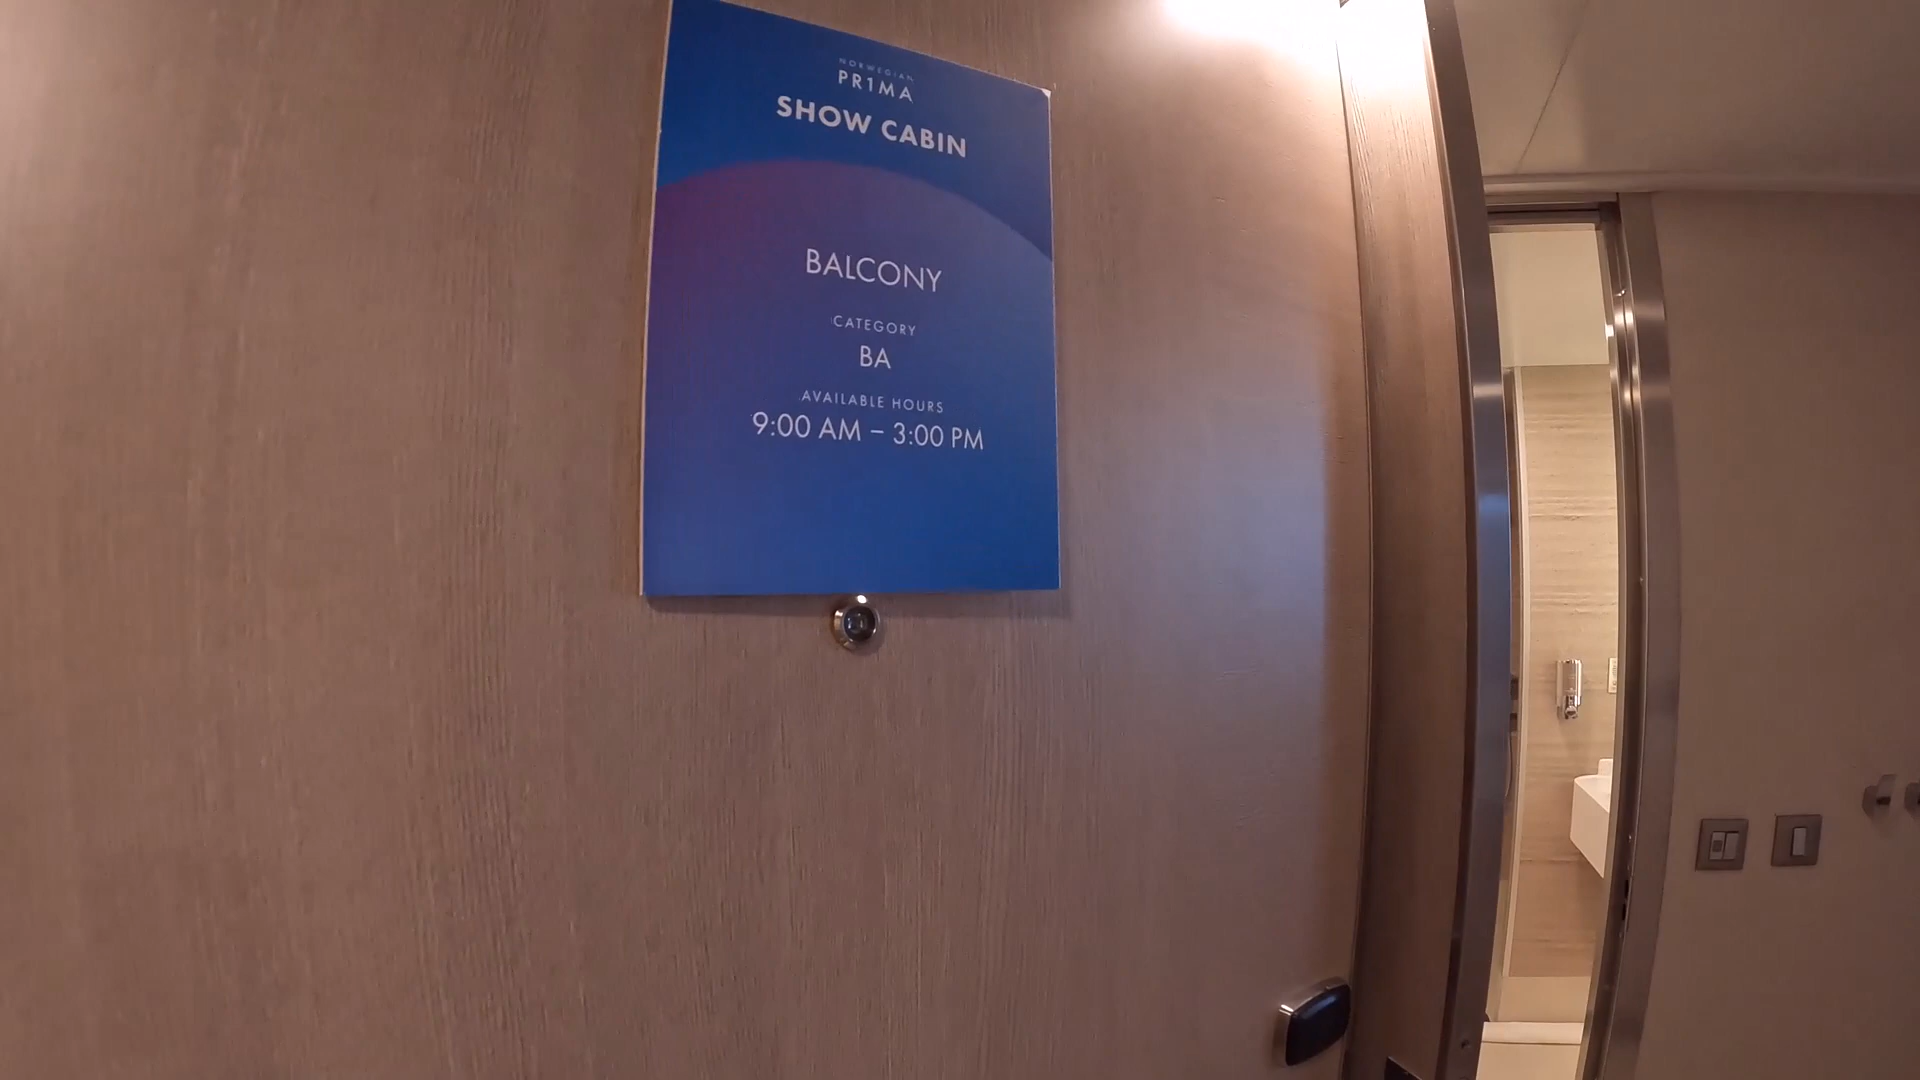 NORWEGIAN
PR1MA
SHOW CABIN
BALCONY
CATEGORY
BA
AVAILABLE HOURS
9:00 AM – 3:00 PM